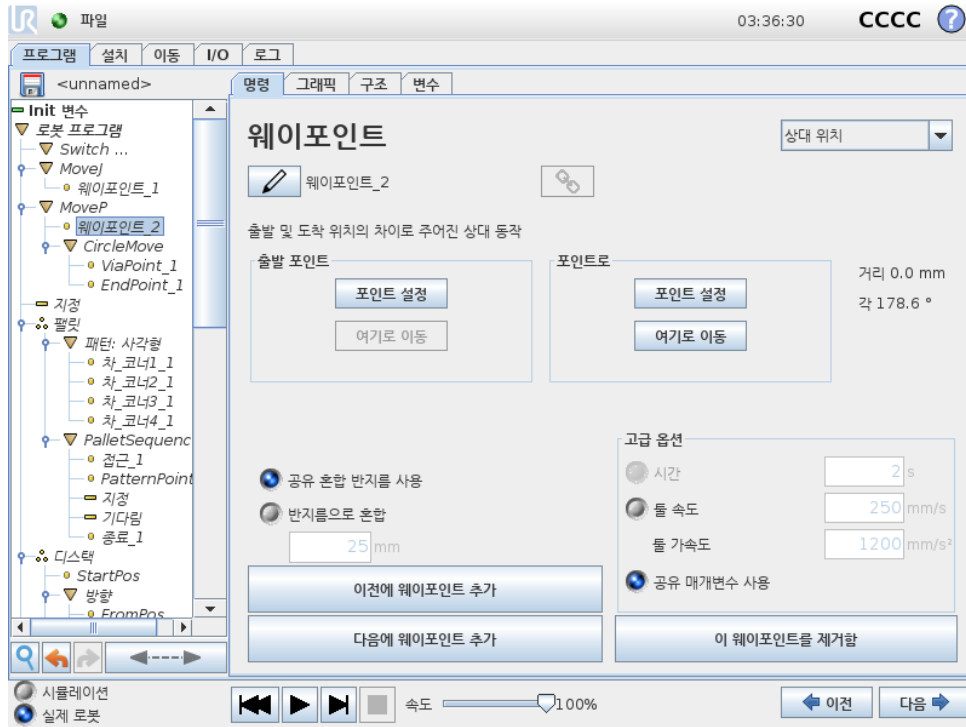 UR 파일 03:36:30 CCCC ?
프로그램 설치 이동 I/O 로그
<unnamed>
명령 그래픽 구조 변수
Init 변수
로봇 프로그램
Switch ...
MoveJ
웨이포인트_1
MoveP
웨이포인트_2
CircleMove
ViaPoint_1
EndPoint_1
지정
팰릿
패턴: 사각형
차_코너1_1
차_코너2_1
차_코너3_1
차_코너4_1
PalletSequenc
접근_1
PatternPoint
지정
기다림
종료_1
디스택
StartPos
방향
FromPos
웨이포인트
상대 위치
웨이포인트_2
출발 및 도착 위치의 차이로 주어진 상대 동작
출발 포인트
포인트 설정
여기로 이동
포인트로
포인트 설정
여기로 이동
거리 0.0 mm
각 178.6 °
공유 혼합 반지름 사용
반지름으로 혼합
25 mm
고급 옵션
시간 2 s
툴 속도 250 mm/s
툴 가속도 1200 mm/s²
공유 매개변수 사용
이전에 웨이포인트 추가
다음에 웨이포인트 추가
이 웨이포인트를 제거함
시뮬레이션
실제 로봇
속도 100%
이전
다음